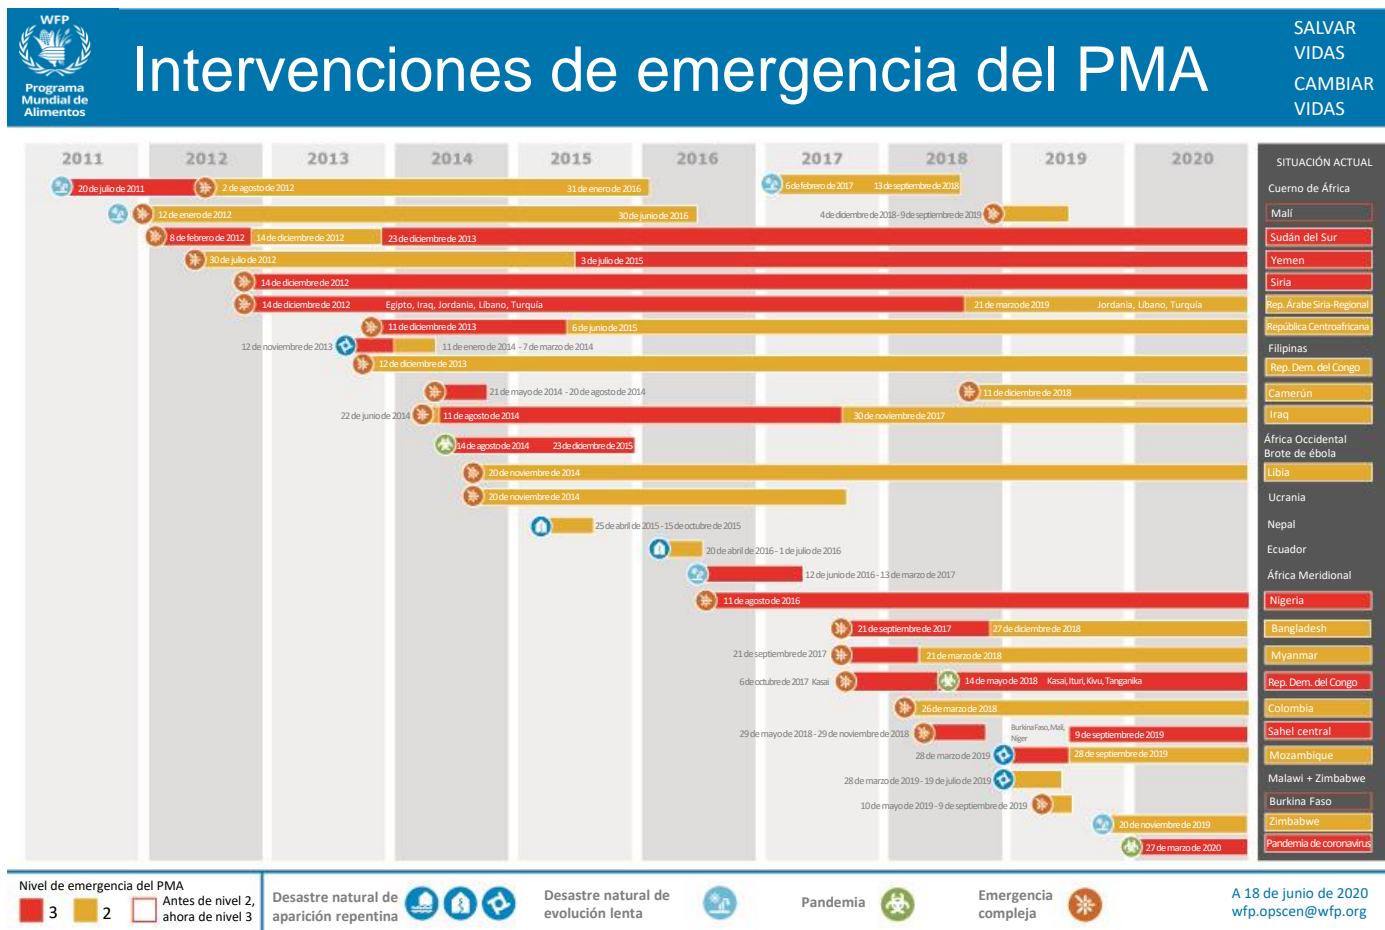 WFP
Programa
Mundial de
Alimentos
Intervenciones de emergencia del PMA
SALVAR
VIDAS
CAMBIAR
VIDAS
2011 2012 2013 2014 2015 2016 2017 2018 2019 2020 SITUACIÓN ACTUAL
20 de julio de 2011 2 de agosto de 2012 31 de enero de 2016 6 de febrero de 2017 13 de septiembre de 2018 Cuerno de África
12 de enero de 2012 30 de junio de 2016 4 de diciembre de 2018 - 9 de septiembre de 2019 Malí
8 de febrero de 2012 14 de diciembre de 2012 23 de diciembre de 2013 Sudán del Sur
30 de julio de 2012 3 de julio de 2015 Yemen
14 de diciembre de 2012 Siria
14 de diciembre de 2012 Egipto, Iraq, Jordania, Líbano, Turquía 21 de marzo de 2019 Jordania, Líbano, Turquía Rep. Árabe Siria-Regional
11 de diciembre de 2013 6 de junio de 2015 República Centroafricana
12 de noviembre de 2013 11 de enero de 2014 - 7 de marzo de 2014 Filipinas
12 de diciembre de 2013 Rep. Dem. del Congo
21 de mayo de 2014 - 20 de agosto de 2014 11 de diciembre de 2018 Camerún
22 de junio de 2014 11 de agosto de 2014 30 de noviembre de 2017 Iraq
14 de agosto de 2014 23 de diciembre de 2015 África Occidental
Brote de ébola
20 de noviembre de 2014 Libia
20 de noviembre de 2014 Ucrania
25 de abril de 2015 - 15 de octubre de 2015 Nepal
20 de abril de 2016 - 1 de julio de 2016 Ecuador
12 de junio de 2016 - 13 de marzo de 2017 África Meridional
11 de agosto de 2016 Nigeria
21 de septiembre de 2017 27 de diciembre de 2018 Bangladesh
21 de septiembre de 2017 21 de marzo de 2018 Myanmar
6 de octubre de 2017 Kasai 14 de mayo de 2018 Kasai, Ituri, Kivu, Tanganika Rep. Dem. del Congo
26 de marzo de 2018 Colombia
29 de mayo de 2018 - 29 de noviembre de 2018 Burkina Faso, Malí,
Níger 9 de septiembre de 2019 Sahel central
28 de marzo de 2019 28 de septiembre de 2019 Mozambique
28 de marzo de 2019 - 19 de julio de 2019 Malawi + Zimbabwe
10 de mayo de 2019 - 9 de septiembre de 2019 Burkina Faso
20 de noviembre de 2019 Zimbabwe
27 de marzo de 2020 Pandemia de coronavirus
Nivel de emergencia del PMA
3 2 Antes de nivel 2,
ahora de nivel 3
Desastre natural de
aparición repentina
Desastre natural de
evolución lenta
Pandemia
Emergencia
compleja
A 18 de junio de 2020
wfp.opscen@wfp.org